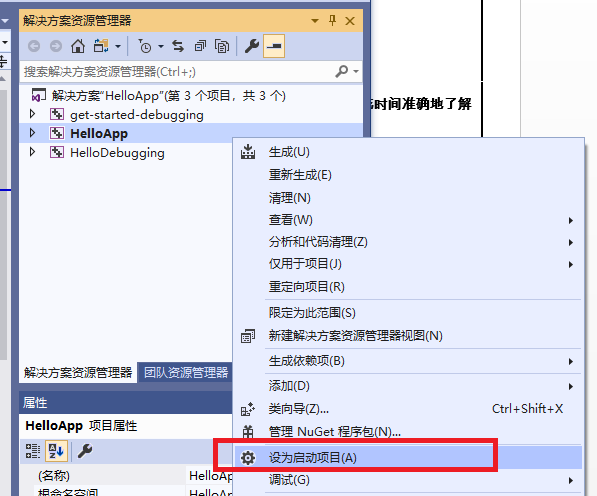 解决方案资源管理器
搜索解决方案资源管理器(Ctrl+;)
解决方案"HelloApp"(第 3 个项目，共 3 个)
get-started-debugging
HelloApp
HelloDebugging
时间准确地了解
生成(U)
重新生成(E)
清理(N)
查看(W)
分析和代码清理(Z)
仅用于项目(J)
重定向项目(R)
限定为此范围(S)
新建解决方案资源管理器视图(N)
生成依赖项(B)
添加(D)
类向导(Z)... Ctrl+Shift+X
管理 NuGet 程序包(N)...
设为启动项目(A)
调试(G)
解决方案资源管理器 团队资源管理器
属性
HelloApp 项目属性
(名称) HelloApp
根命名空间 HelloApp